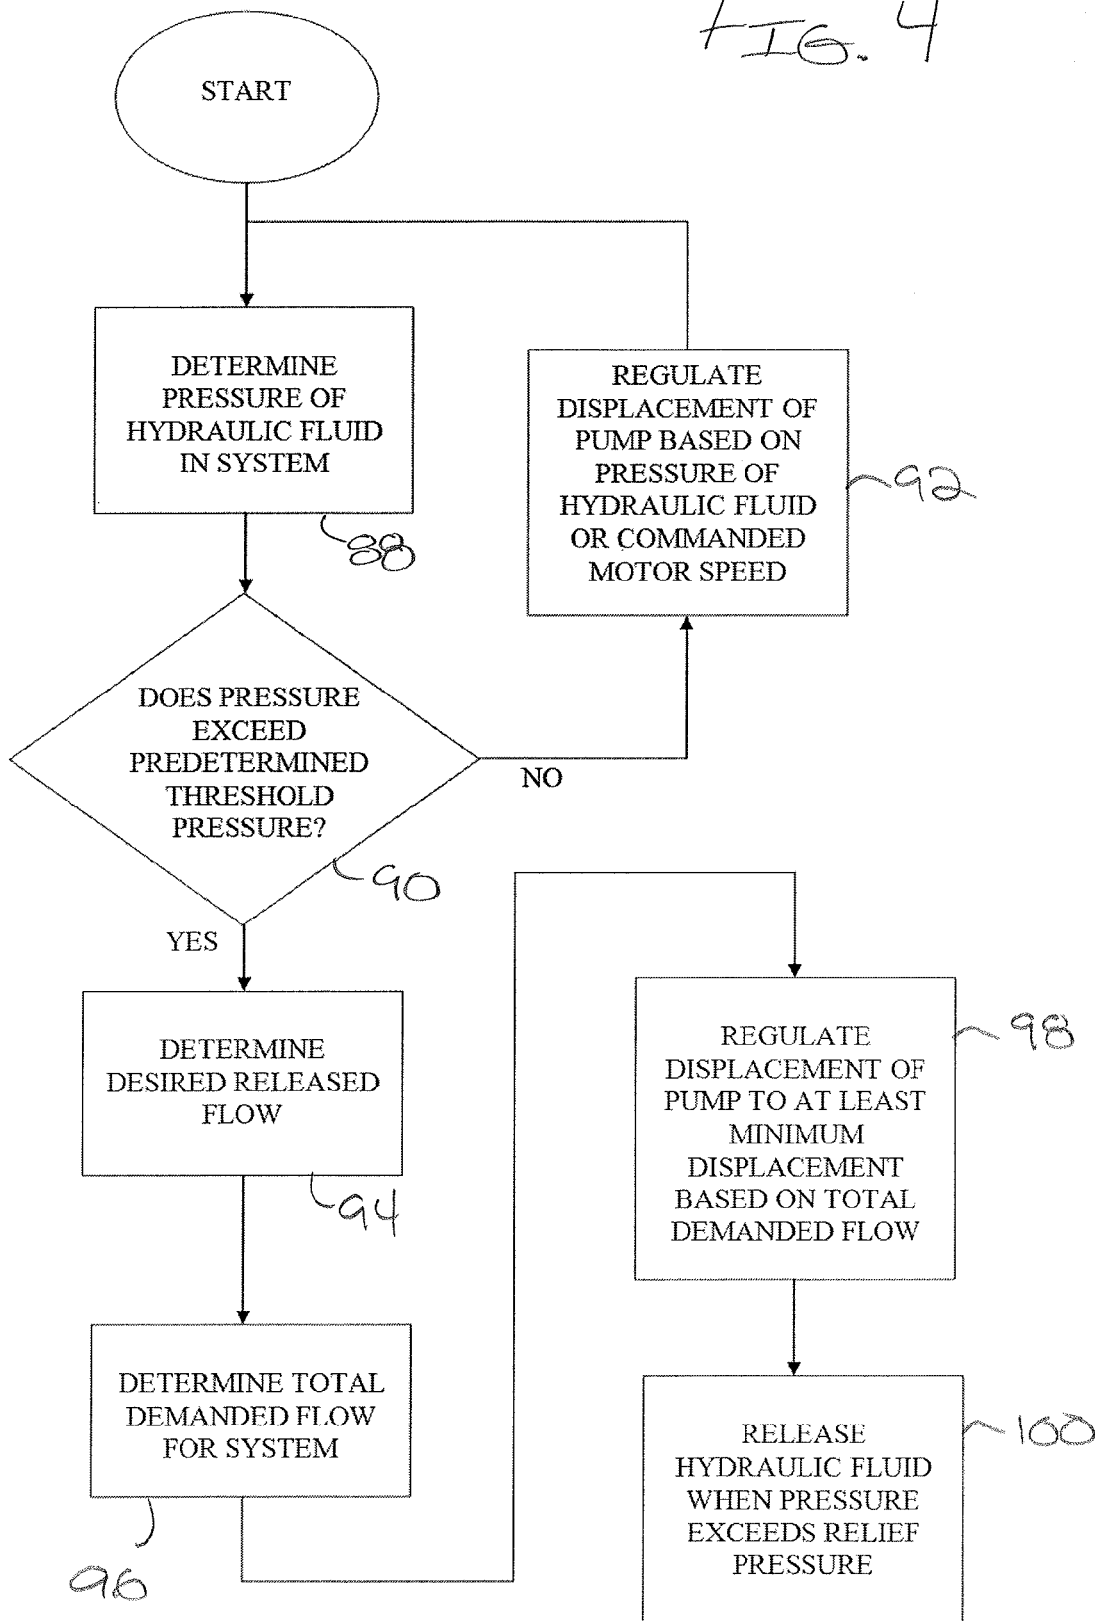 FIG. 4
START
DETERMINE
PRESSURE OF
HYDRAULIC FLUID
IN SYSTEM
88
REGULATE
DISPLACEMENT OF
PUMP BASED ON
PRESSURE OF
HYDRAULIC FLUID
OR COMMANDED
MOTOR SPEED
92
DOES PRESSURE
EXCEED
PREDETERMINED
THRESHOLD
PRESSURE?
NO
90
YES
DETERMINE
DESIRED RELEASED
FLOW
94
DETERMINE TOTAL
DEMANDED FLOW
FOR SYSTEM
96
REGULATE
DISPLACEMENT OF
PUMP TO AT LEAST
MINIMUM
DISPLACEMENT
BASED ON TOTAL
DEMANDED FLOW
98
RELEASE
HYDRAULIC FLUID
WHEN PRESSURE
EXCEEDS RELIEF
PRESSURE
100